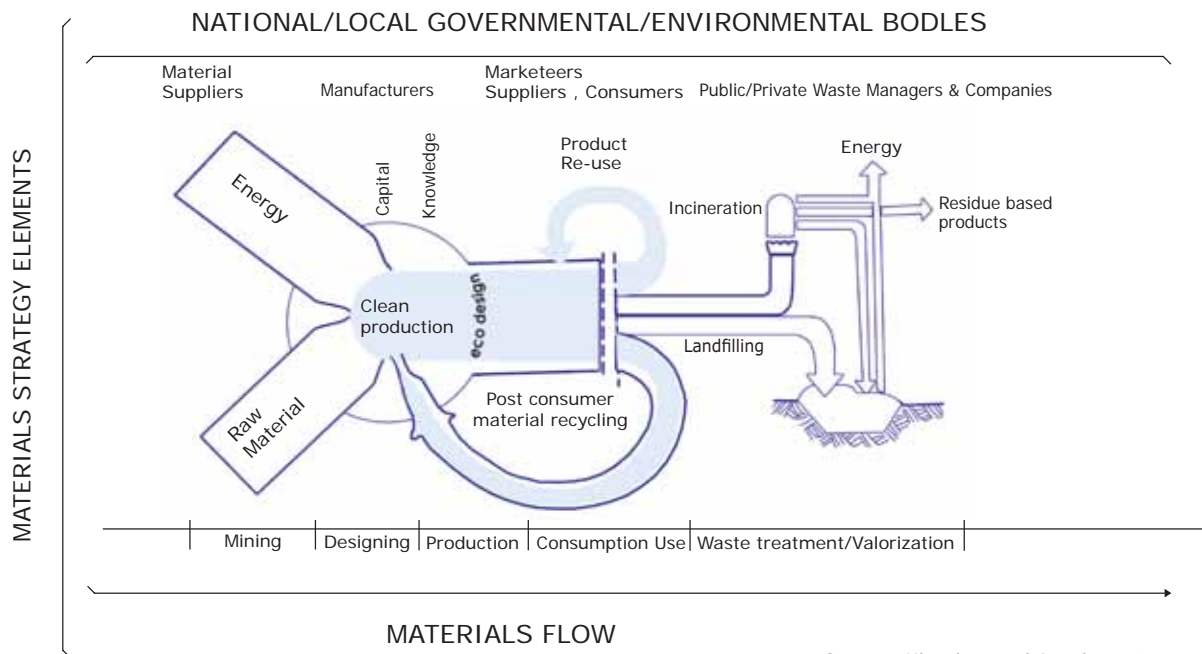 NATIONAL/LOCAL GOVERNMENTAL/ENVIRONMENTAL BODLES
Material
Suppliers
Manufacturers
Marketeers
Suppliers , Consumers
Public/Private Waste Managers & Companies
MATERIALS STRATEGY ELEMENTS
Energy
Capital
Knowledge
Product
Re-use
Energy
Incineration
Residue based
products
Clean
production
eco design
Landfilling
Raw
Material
Post consumer
material recycling
Mining
Designing
Production
Consumption Use
Waste treatment/Valorization
MATERIALS FLOW